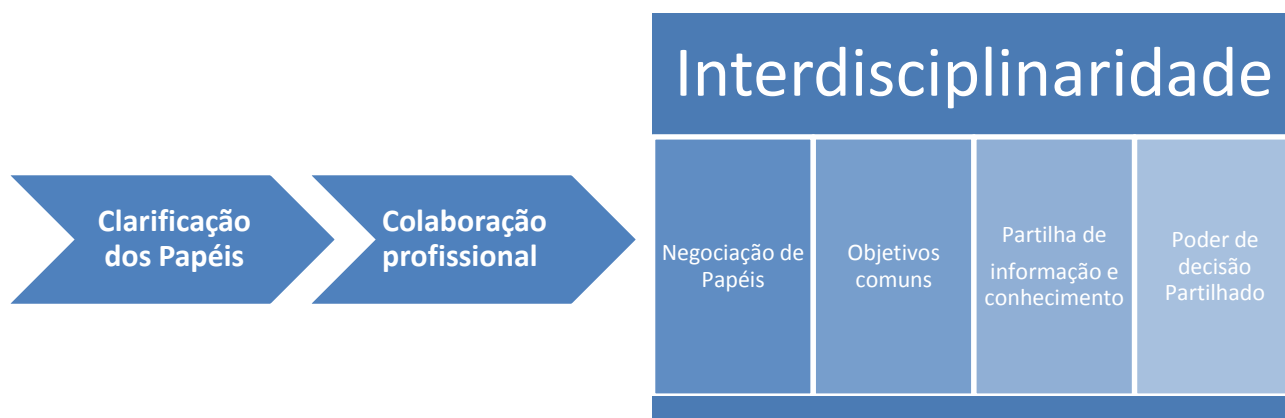 Interdisciplinaridade
Clarificação
dos Papéis
Colaboração
profissional
Negociação de
Papéis
Objetivos
comuns
Partilha de
informação e
conhecimento
Poder de
decisão
Partilhado